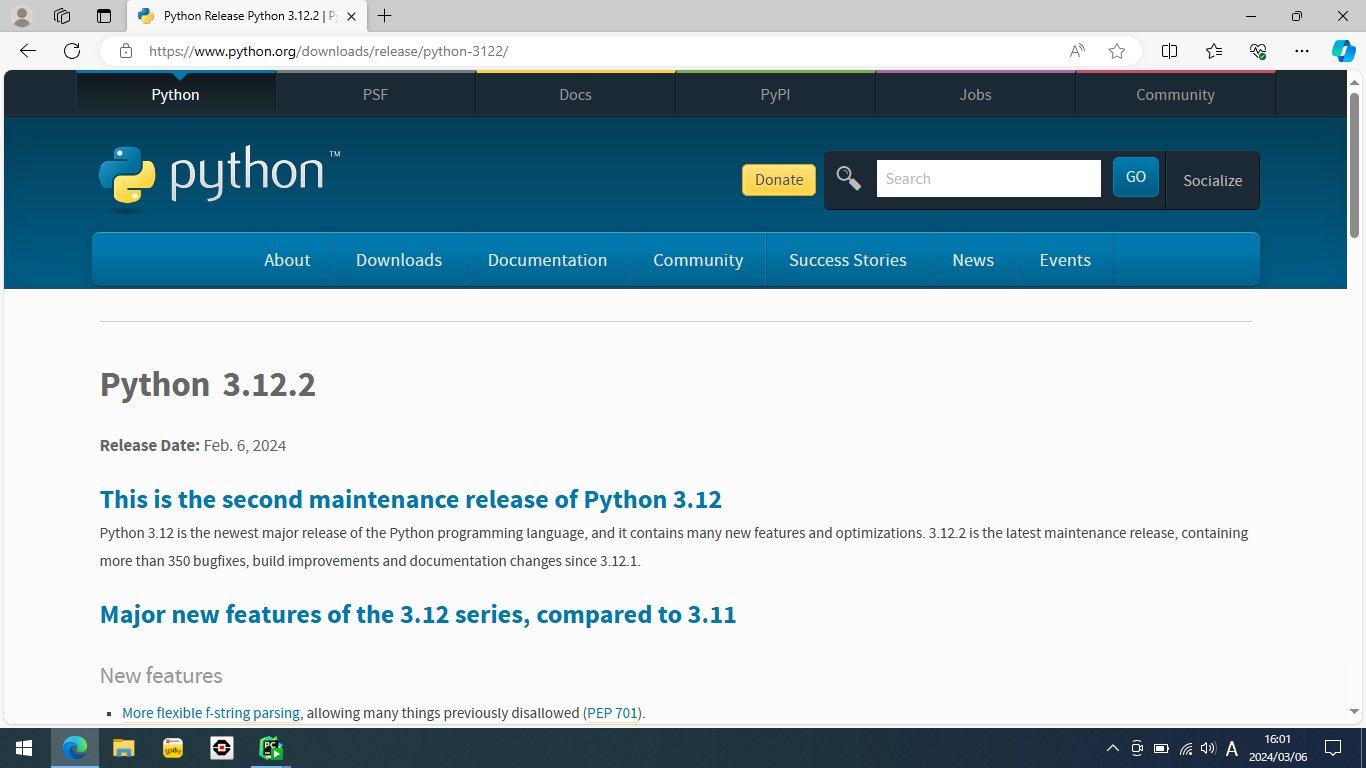 Python Release Python 3.12.2 | Py
https://www.python.org/downloads/release/python-3122/
Python
PSF
Docs
PyPI
Jobs
Community
python™
Donate
Search
GO
Socialize
About
Downloads
Documentation
Community
Success Stories
News
Events
Python 3.12.2
Release Date: Feb. 6, 2024
This is the second maintenance release of Python 3.12
Python 3.12 is the newest major release of the Python programming language, and it contains many new features and optimizations. 3.12.2 is the latest maintenance release, containing
more than 350 bugfixes, build improvements and documentation changes since 3.12.1.
Major new features of the 3.12 series, compared to 3.11
New features
More flexible f-string parsing, allowing many things previously disallowed (PEP 701).
PC
A
16:01
2024/03/06